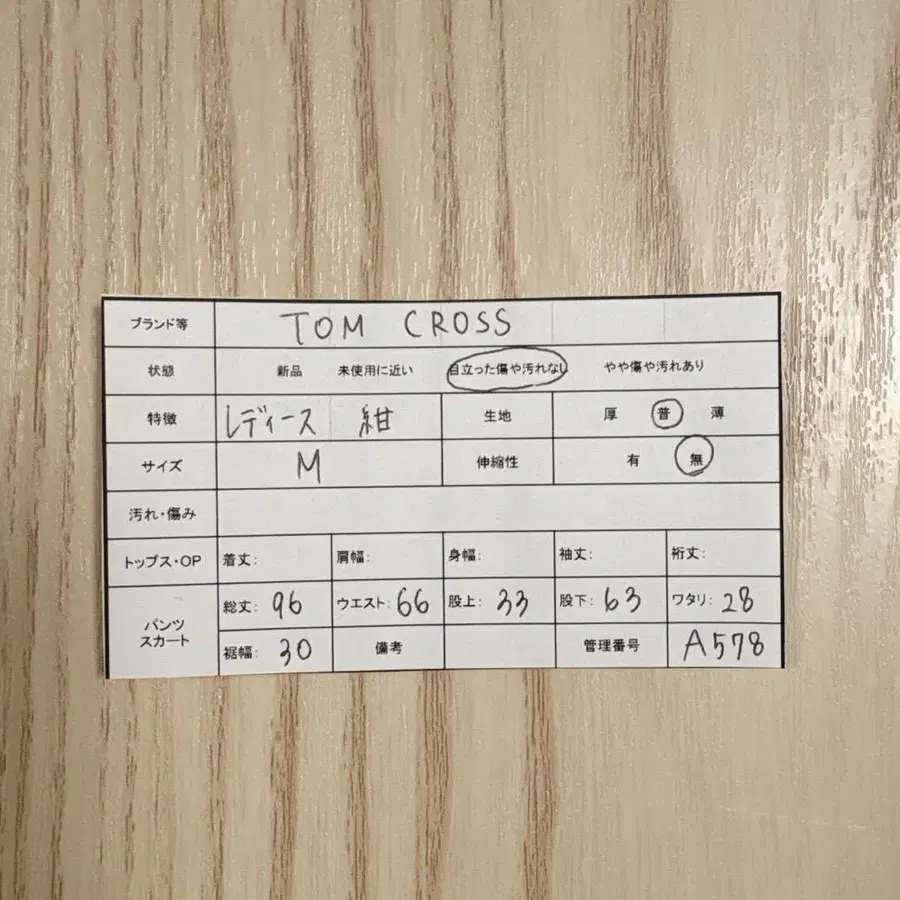 ブランド等 TOM CROSS
状態 新品 未使用に近い 目立った傷や汚れなし やや傷や汚れあり
特徴 レディース 紺 生地 厚 普 薄
サイズ M 伸縮性 有 無
汚れ・傷み
トップス・OP 着丈: 肩幅: 身幅: 袖丈: 裄丈:
パンツ スカート 総丈: 96 ウエスト: 66 股上: 33 股下: 63 ワタリ: 28
裾幅: 30 備考 管理番号 A578